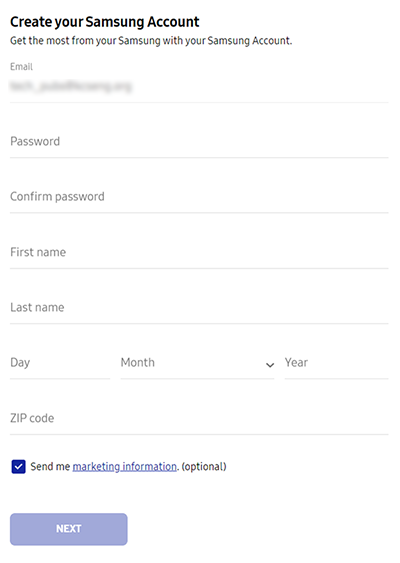 Create your Samsung Account
Get the most from your Samsung with your Samsung Account.
Email
Password
Confirm password
First name
Last name
Day Month Year
ZIP code
Send me marketing information. (optional)
NEXT